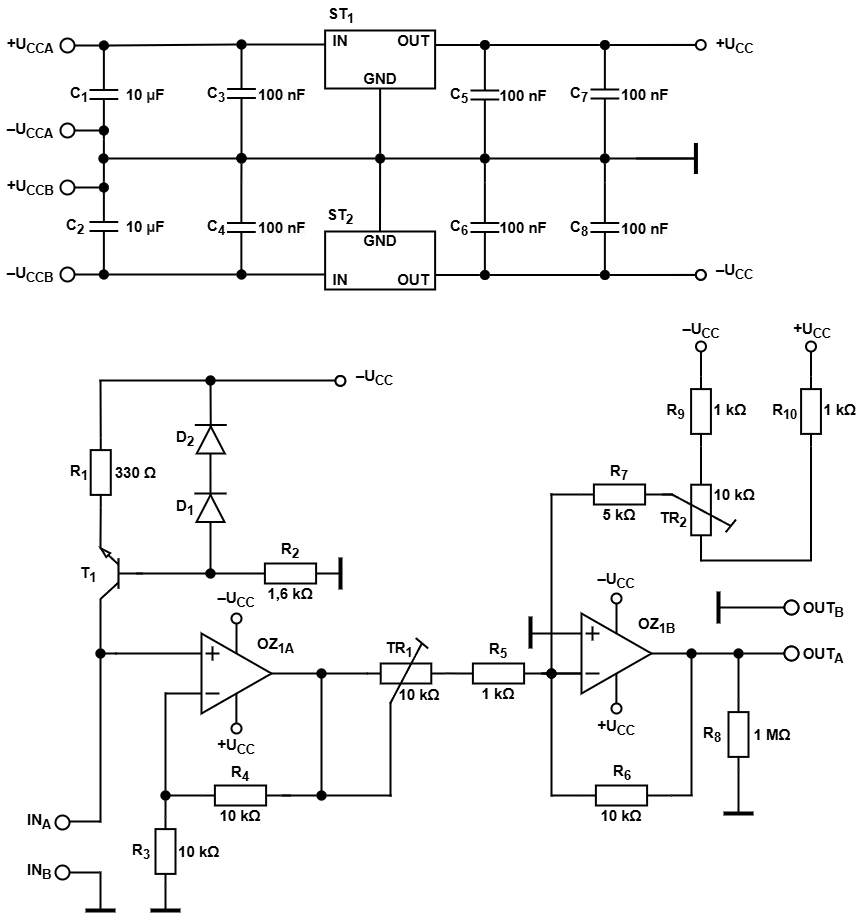 ST1
+UCCA
IN
OUT
+UCC
GND
C1
10 µF
C3
100 nF
C5
100 nF
C7
100 nF
–UCCA
+UCCB
ST2
C2
10 µF
C4
100 nF
GND
C6
100 nF
C8
100 nF
–UCCB
IN
OUT
–UCC
–UCC
+UCC
–UCC
R9
1 kΩ
R10
1 kΩ
D2
R1
330 Ω
R7
10 kΩ
D1
5 kΩ
TR2
R2
T1
1,6 kΩ
–UCC
–UCC
OUTB
OZ1A
OZ1B
+
TR1
R5
+
OUTA
–
10 kΩ
1 kΩ
–
+UCC
+UCC
R8
1 MΩ
R4
R6
10 kΩ
10 kΩ
INA
R3
10 kΩ
INB